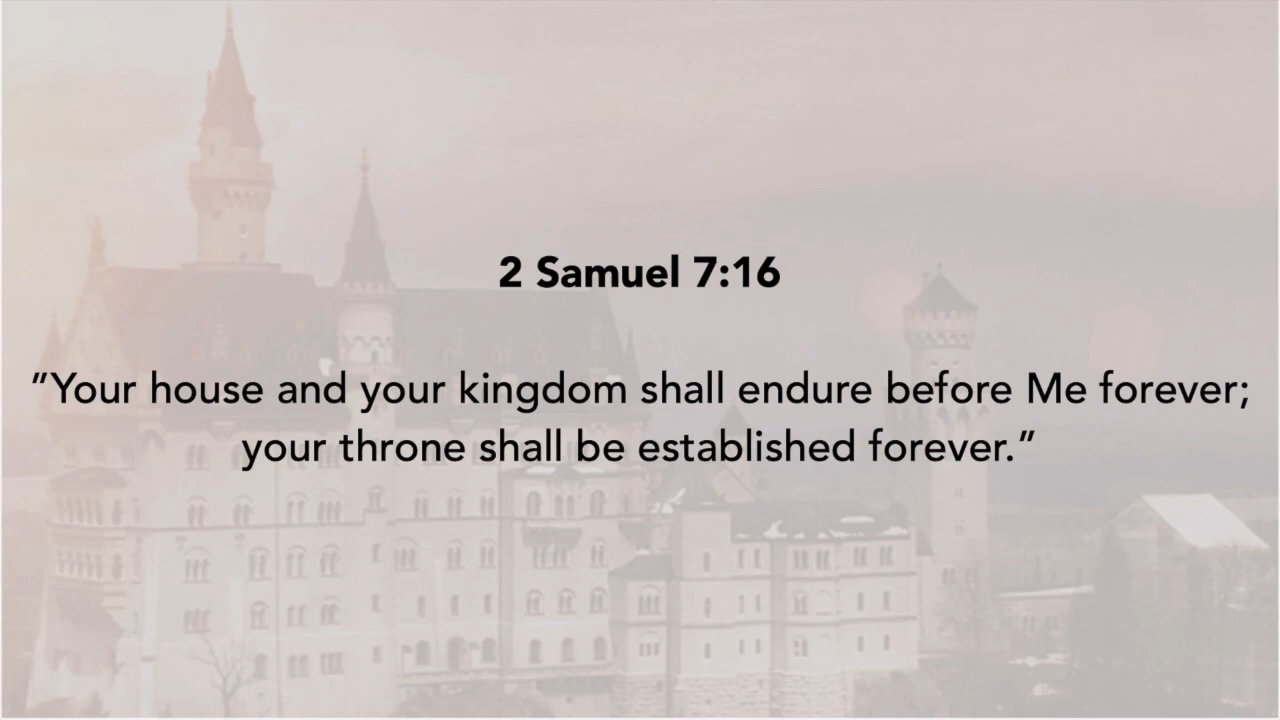 2 Samuel 7:16
"Your house and your kingdom shall endure before Me forever;
your throne shall be established forever."